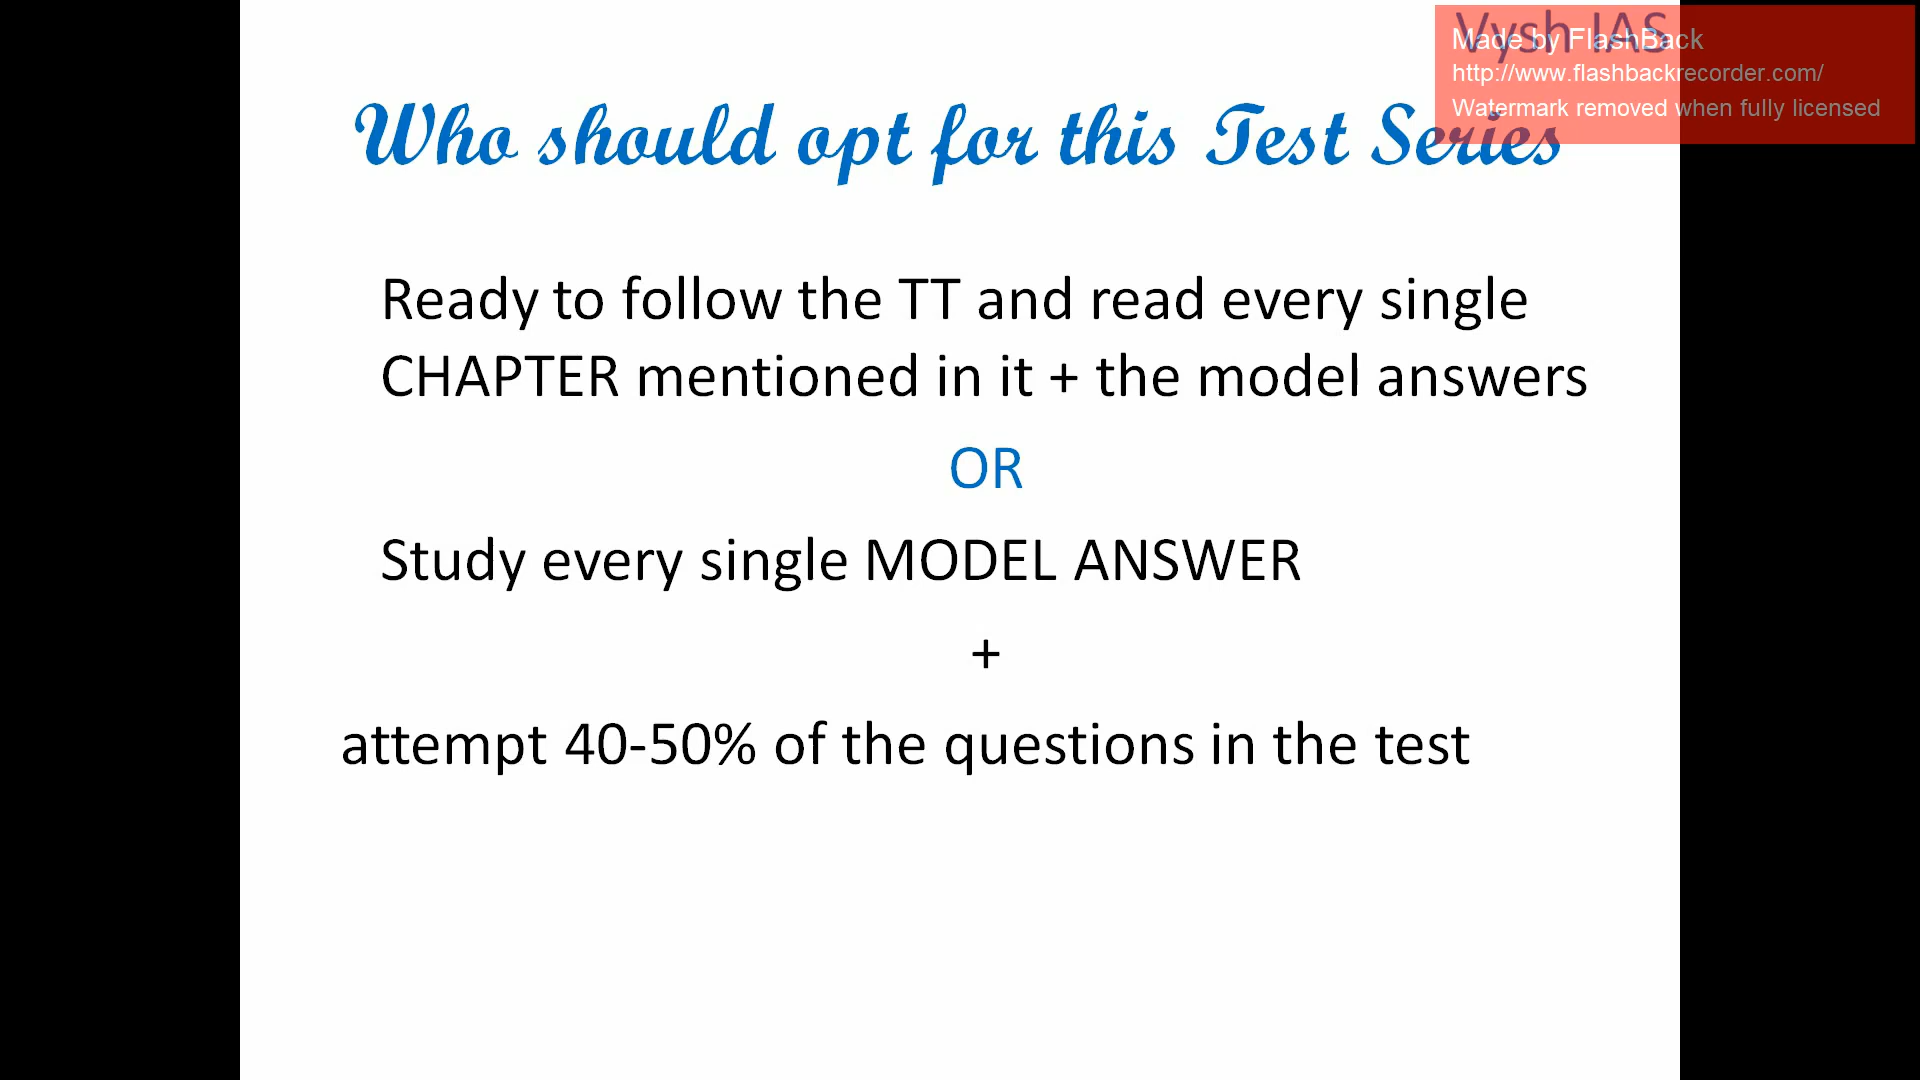 Vysh IAS
Made by FlashBack
http://www.flashbackrecorder.com/
Watermark removed when fully licensed
Who should opt for this Test Series
Ready to follow the TT and read every single
CHAPTER mentioned in it + the model answers
OR
Study every single MODEL ANSWER
+
attempt 40-50% of the questions in the test